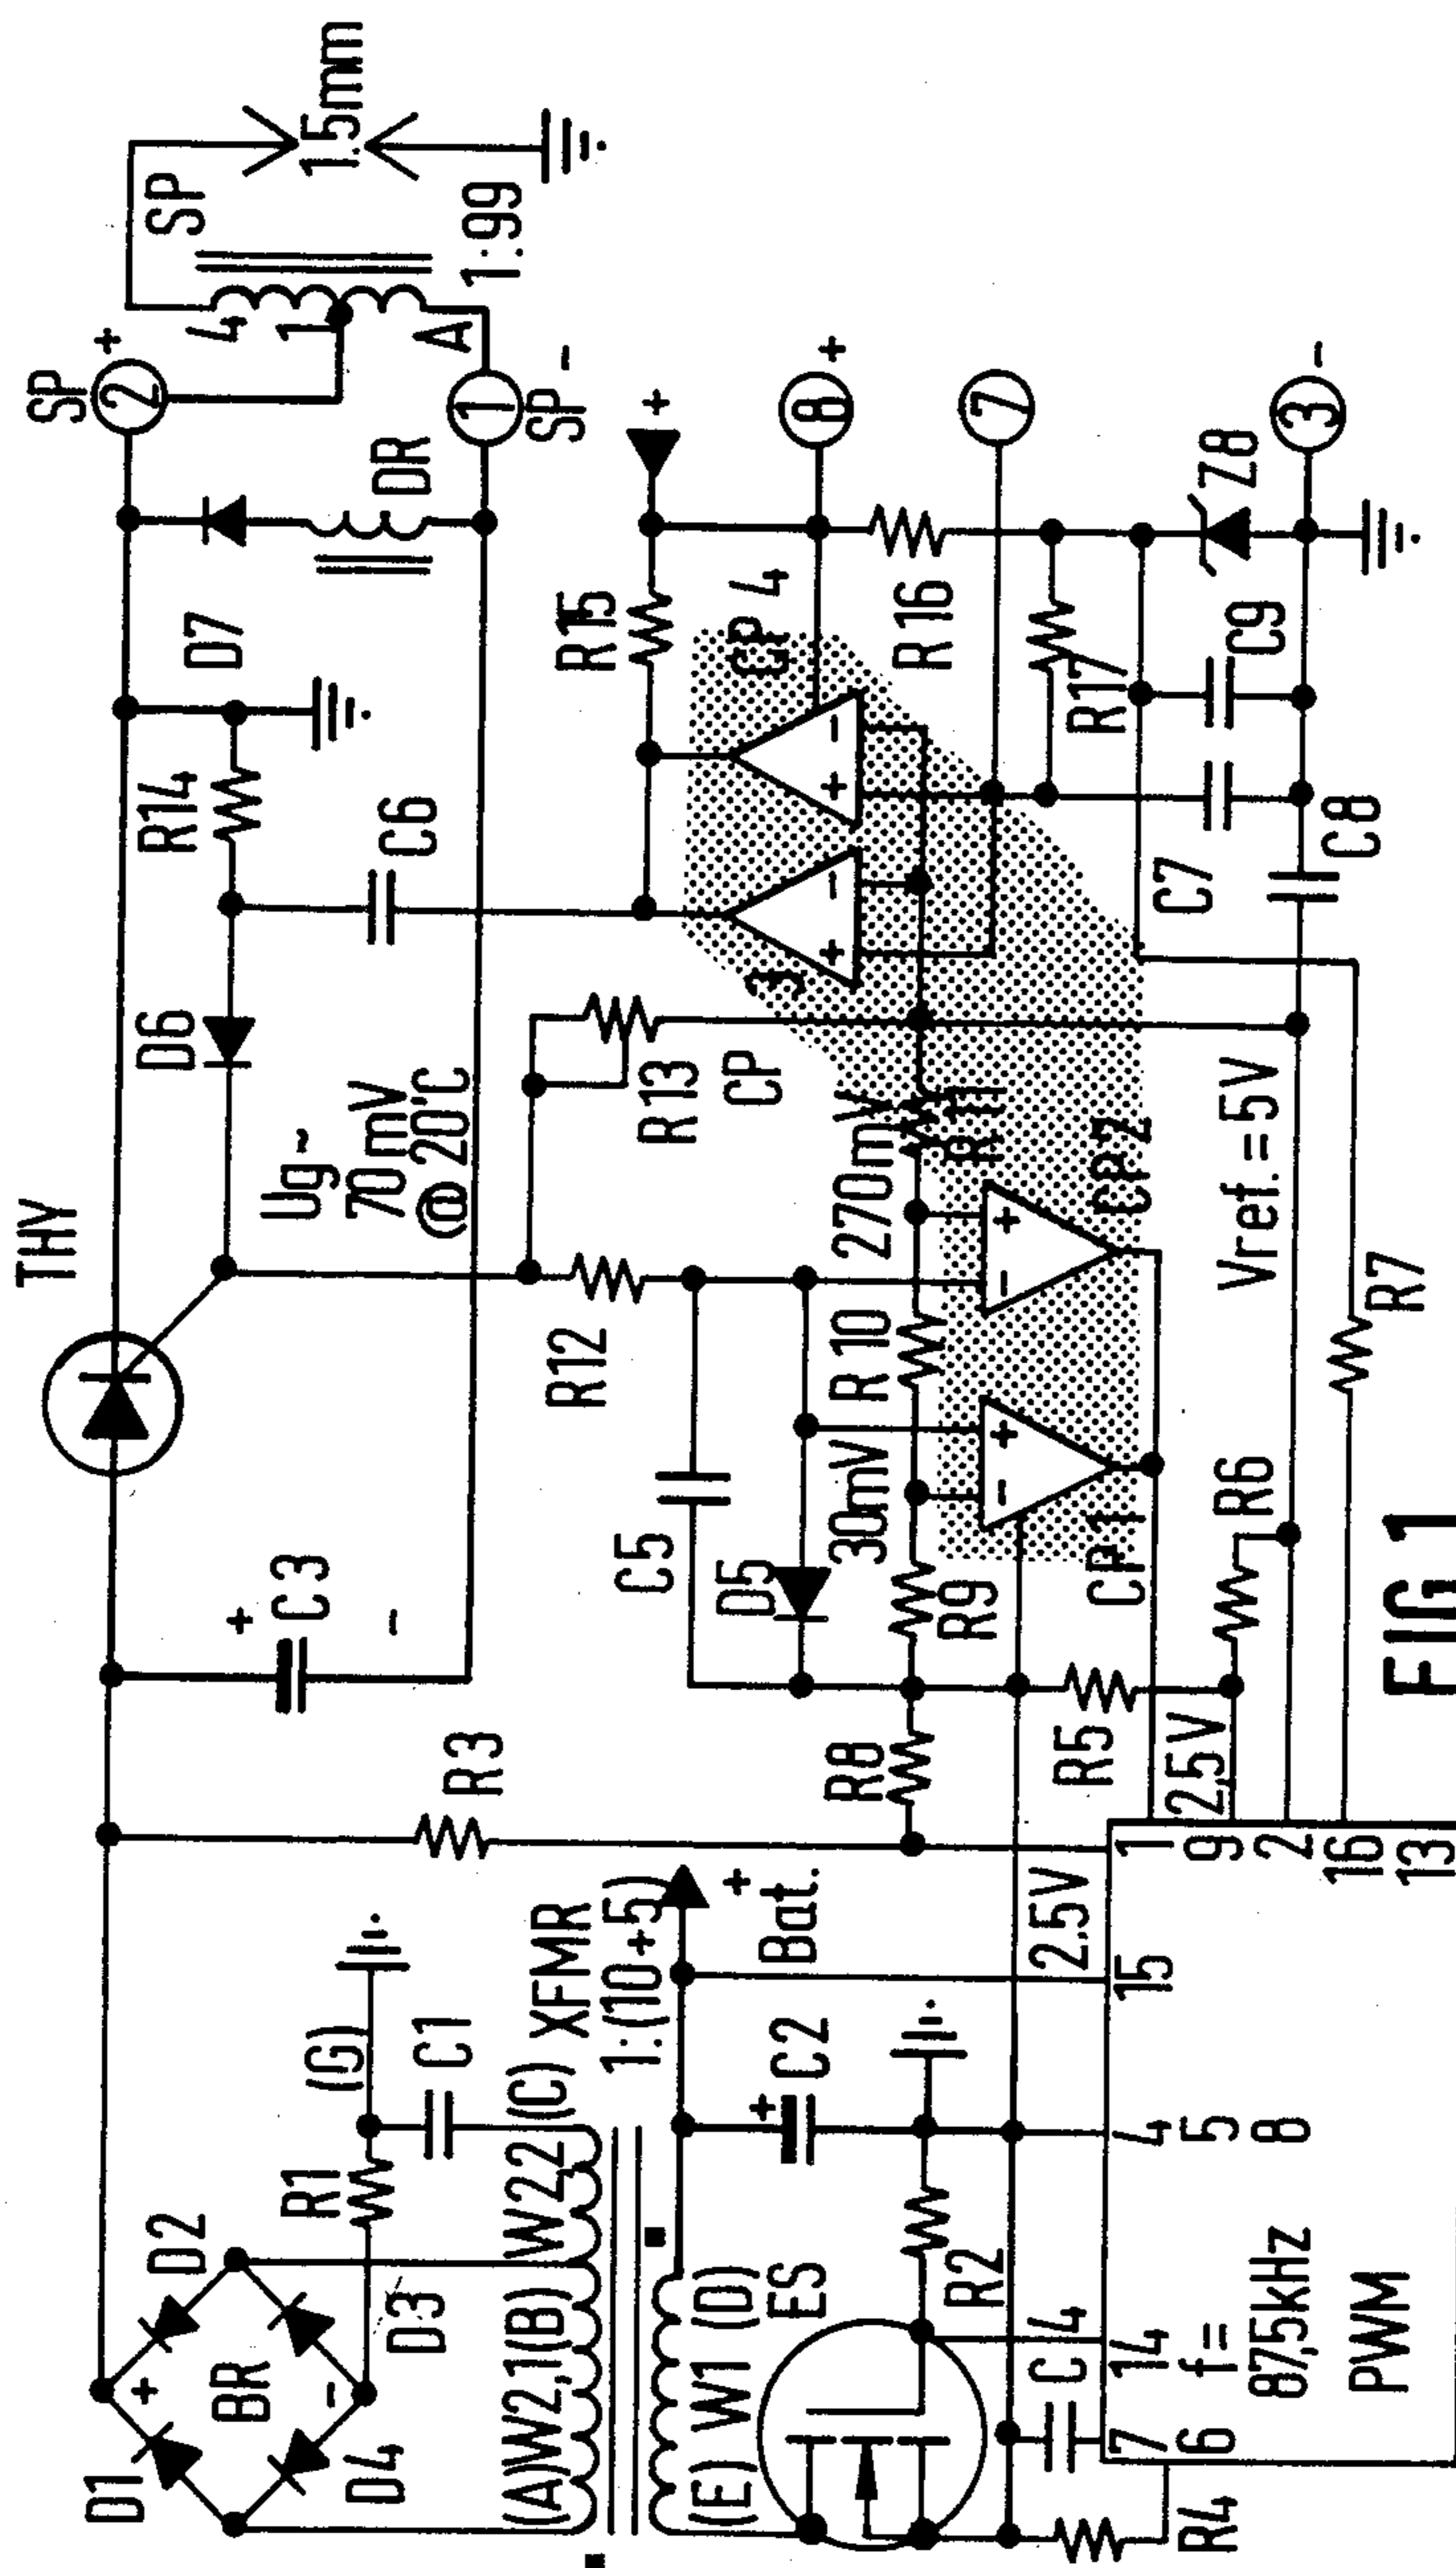 THY
SP
2
+
SP
4
1
A
1:99
1.5mm
1
SP
-
D7
DR
R14
D6
C6
Ug~
70mV
@ 20°C
C3
+
-
R3
D1
D2
D3
D4
BR
+
-
R1
(G)
C1
(A)W2,1(B)
W22
(C)
XFMR
1:(10+5)
(E) W1 (D)
ES
+
Bat.
C2
+
R2
C4
R4
R15
+
8
+
7
3
-
CP 4
+
-
3
+
-
R16
R17
Z8
C9
C7
C8
R13
CP
R12
C5
D5
270mV
R11
R10
30mV
R9
R8
CP2
+
-
CP1
+
-
R5
R6
R7
Vref.=5V
2,5V
2,5V
1
9
2
16
13
15
4
5
8
14
7
6
f=
87,5kHz
PWM
FIG 1